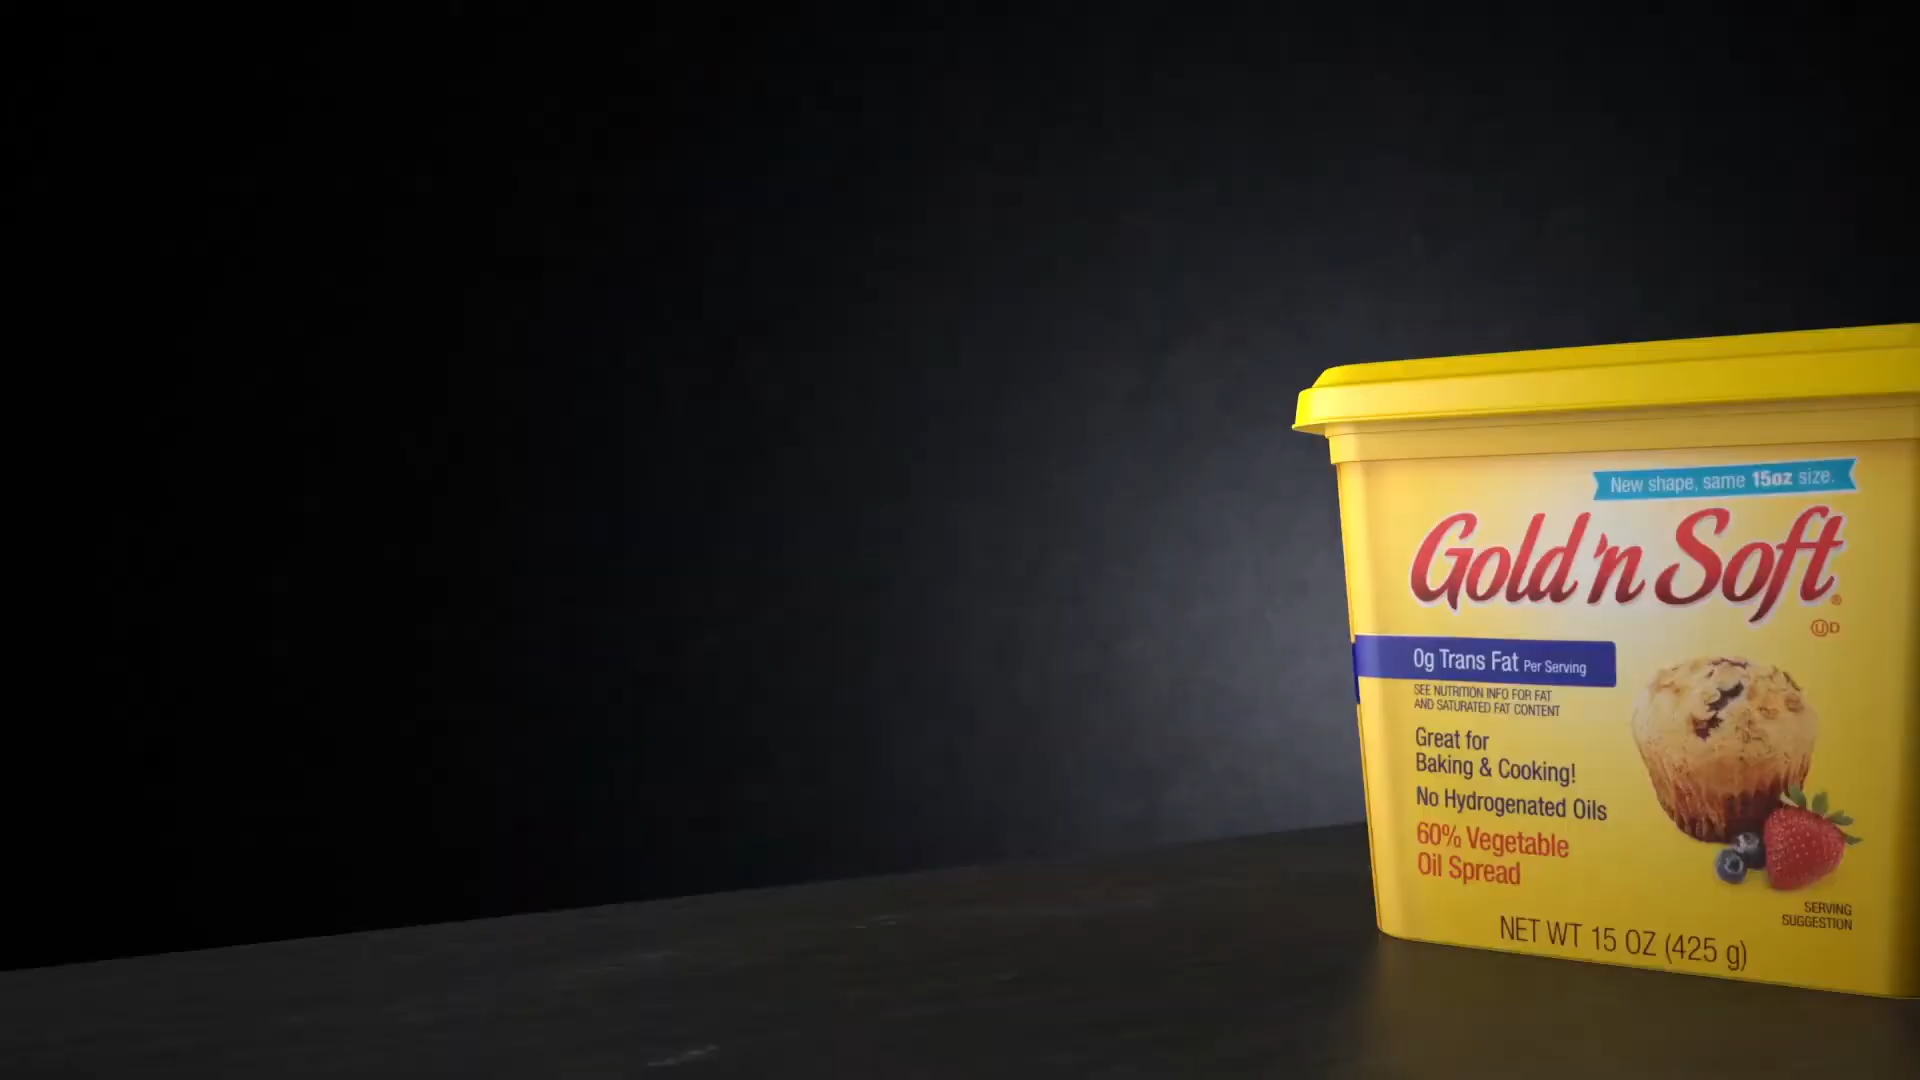 New shape, same 15oz size.
Gold'n Soft®
UD
0g Trans Fat Per Serving
SEE NUTRITION INFO FOR FAT
AND SATURATED FAT CONTENT
Great for
Baking & Cooking!
No Hydrogenated Oils
60% Vegetable
Oil Spread
SERVING
SUGGESTION
NET WT 15 OZ (425 g)